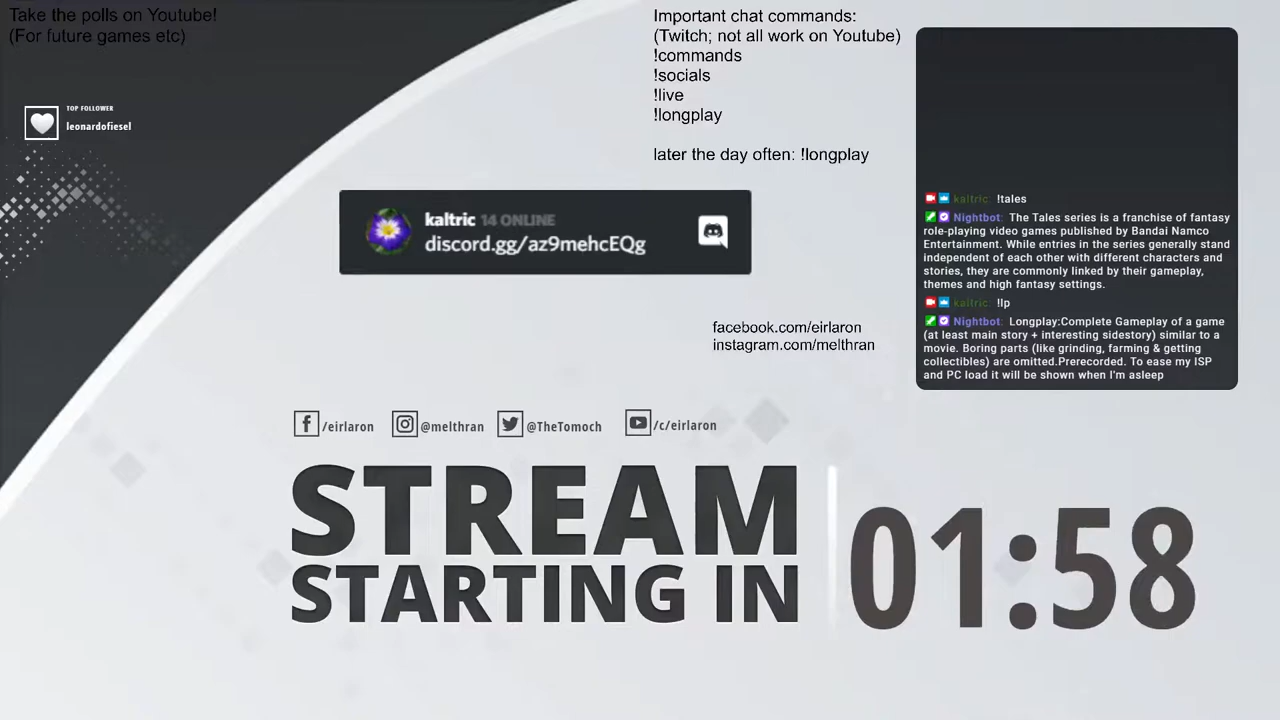 Take the polls on Youtube!
(For future games etc)
TOP FOLLOWER
leonardofiesel
Important chat commands:
(Twitch; not all work on Youtube)
!commands
!socials
!live
!longplay
later the day often: !longplay
kaltric 14 ONLINE
discord.gg/az9mehcEQg
facebook.com/eirlaron
instagram.com/melthran
kaltric: !tales
Nightbot: The Tales series is a franchise of fantasy
role-playing video games published by Bandai Namco
Entertainment. While entries in the series generally stand
independent of each other with different characters and
stories, they are commonly linked by their gameplay,
themes and high fantasy settings.
kaltric: !lp
Nightbot: Longplay:Complete Gameplay of a game
(at least main story + interesting sidestory) similar to a
movie. Boring parts (like grinding, farming & getting
collectibles) are omitted.Prerecorded. To ease my ISP
and PC load it will be shown when I'm asleep
/eirlaron @melthran @TheTomoch /c/eirlaron
STREAM
STARTING IN
01:58